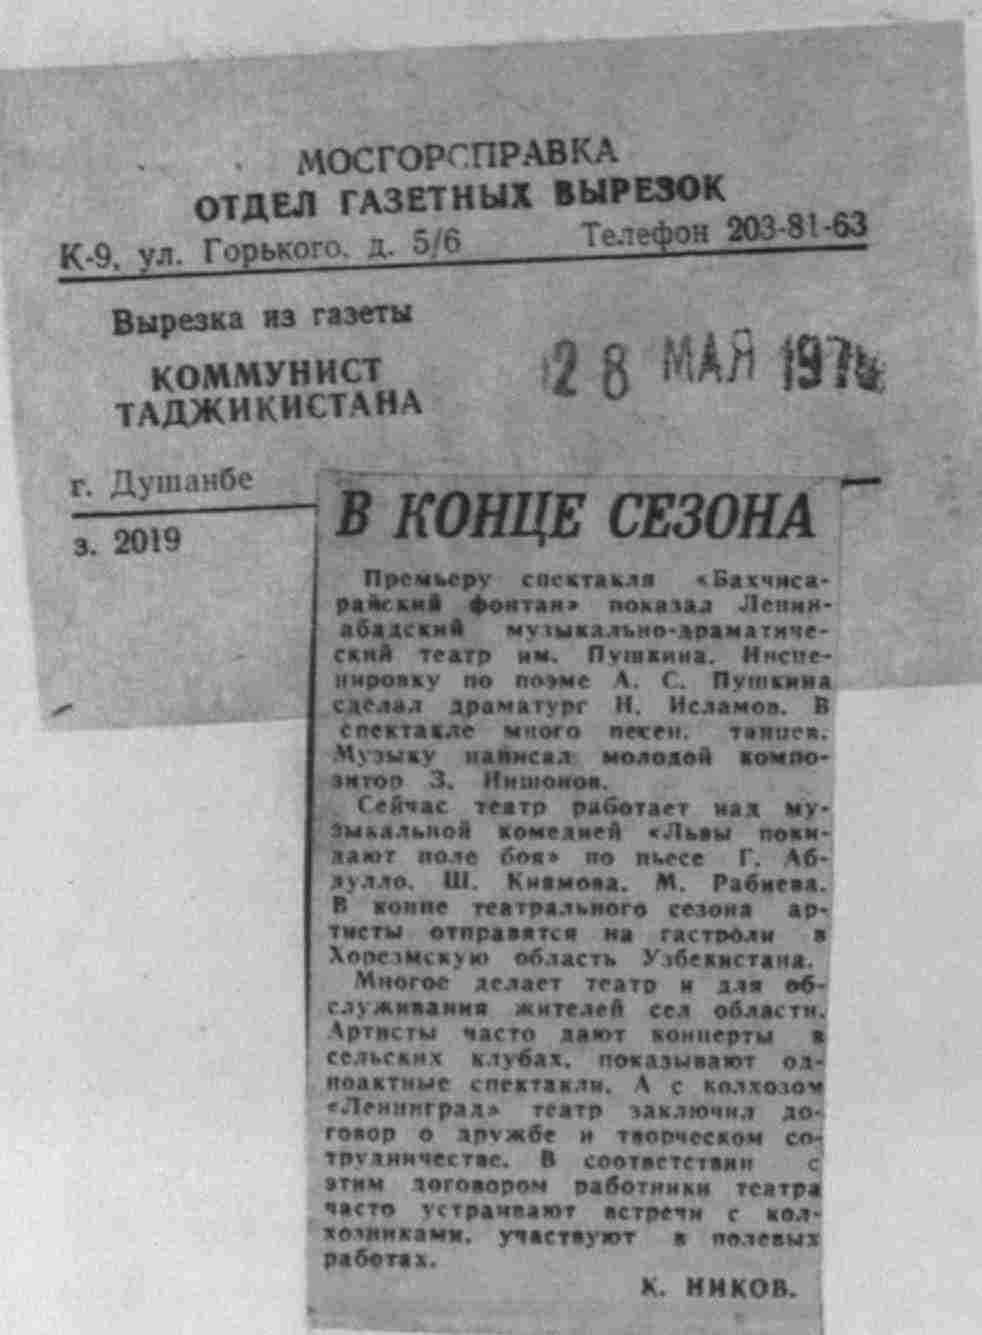 МОСГОРСПРАВКА
ОТДЕЛ ГАЗЕТНЫХ ВЫРЕЗОК
К-9, ул. Горького, д. 5/6 Телефон 203-81-63
Вырезка из газеты
КОММУНИСТ
ТАДЖИКИСТАНА
28 МАЯ
г. Душанбе
з. 2019
В КОНЦЕ СЕЗОНА
Премьеру спектакля «Бахчиса-
райский фонтан» показал Ленин-
абадский музыкально-драматиче-
ский театр им. Пушкина. Инсце-
нировку по поэме А. С. Пушкина
сделал драматург Н. Исламов. В
спектакле много песен, танцев.
Музыку написал молодой компо-
зитор З. Нишонов.
Сейчас театр работает над му-
зыкальной комедией «Львы поки-
дают поле боя» по пьесе Г. Аб-
дулло, Ш. Киямова, М. Рабиева.
В конце театрального сезона ар-
тисты отправятся на гастроли в
Хорезмскую область Узбекистана.
Многое делает театр и для об-
служивания жителей сел области.
Артисты часто дают концерты в
сельских клубах, показывают од-
ноактные спектакли. А с колхозом
«Ленинград» театр заключил до-
говор о дружбе и творческом со-
трудничестве. В соответствии с
этим договором работники театра
часто устраивают встречи с кол-
хозниками, участвуют в полевых
работах.
К. НИКОВ.